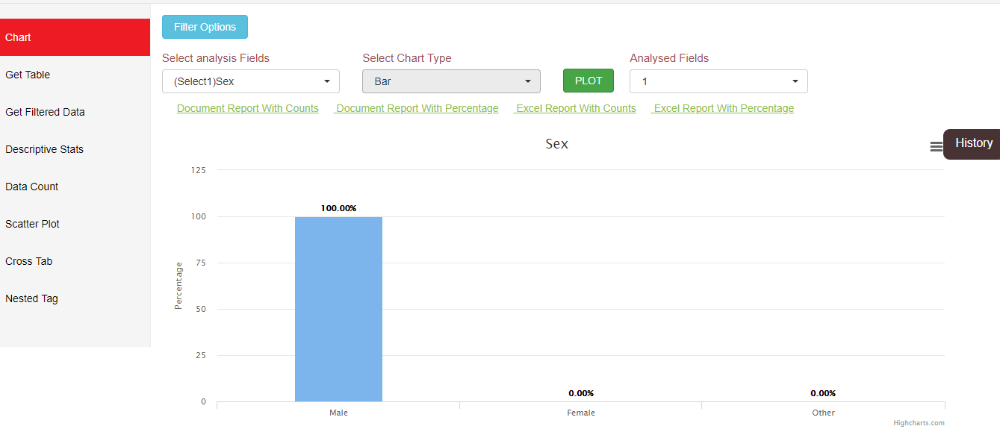 Chart
Get Table
Get Filtered Data
Descriptive Stats
Data Count
Scatter Plot
Cross Tab
Nested Tag
Filter Options
Select analysis Fields
Select Chart Type
Analysed Fields
(Select1)Sex
Bar
PLOT
1
Document Report With Counts
Document Report With Percentage
Excel Report With Counts
Excel Report With Percentage
History
Sex
Percentage
125
100
75
50
25
0
100.00%
0.00%
0.00%
Male
Female
Other
Highcharts.com